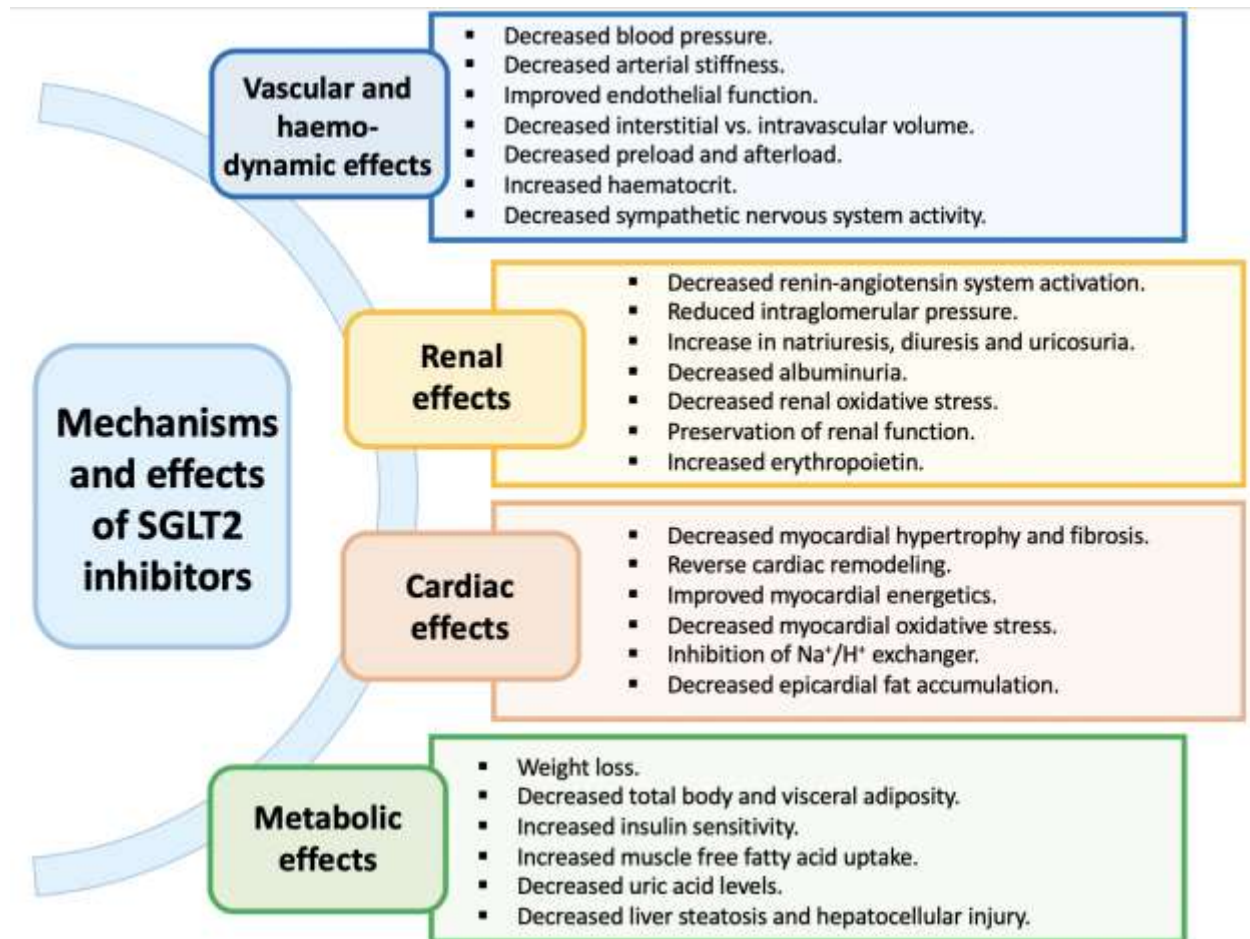 Mechanisms
and effects
of SGLT2
inhibitors
Vascular and
haemo-
dynamic effects
▪ Decreased blood pressure.
▪ Decreased arterial stiffness.
▪ Improved endothelial function.
▪ Decreased interstitial vs. intravascular volume.
▪ Decreased preload and afterload.
▪ Increased haematocrit.
▪ Decreased sympathetic nervous system activity.
Renal
effects
▪ Decreased renin-angiotensin system activation.
▪ Reduced intraglomerular pressure.
▪ Increase in natriuresis, diuresis and uricosuria.
▪ Decreased albuminuria.
▪ Decreased renal oxidative stress.
▪ Preservation of renal function.
▪ Increased erythropoietin.
Cardiac
effects
▪ Decreased myocardial hypertrophy and fibrosis.
▪ Reverse cardiac remodeling.
▪ Improved myocardial energetics.
▪ Decreased myocardial oxidative stress.
▪ Inhibition of Na⁺/H⁺ exchanger.
▪ Decreased epicardial fat accumulation.
Metabolic
effects
▪ Weight loss.
▪ Decreased total body and visceral adiposity.
▪ Increased insulin sensitivity.
▪ Increased muscle free fatty acid uptake.
▪ Decreased uric acid levels.
▪ Decreased liver steatosis and hepatocellular injury.